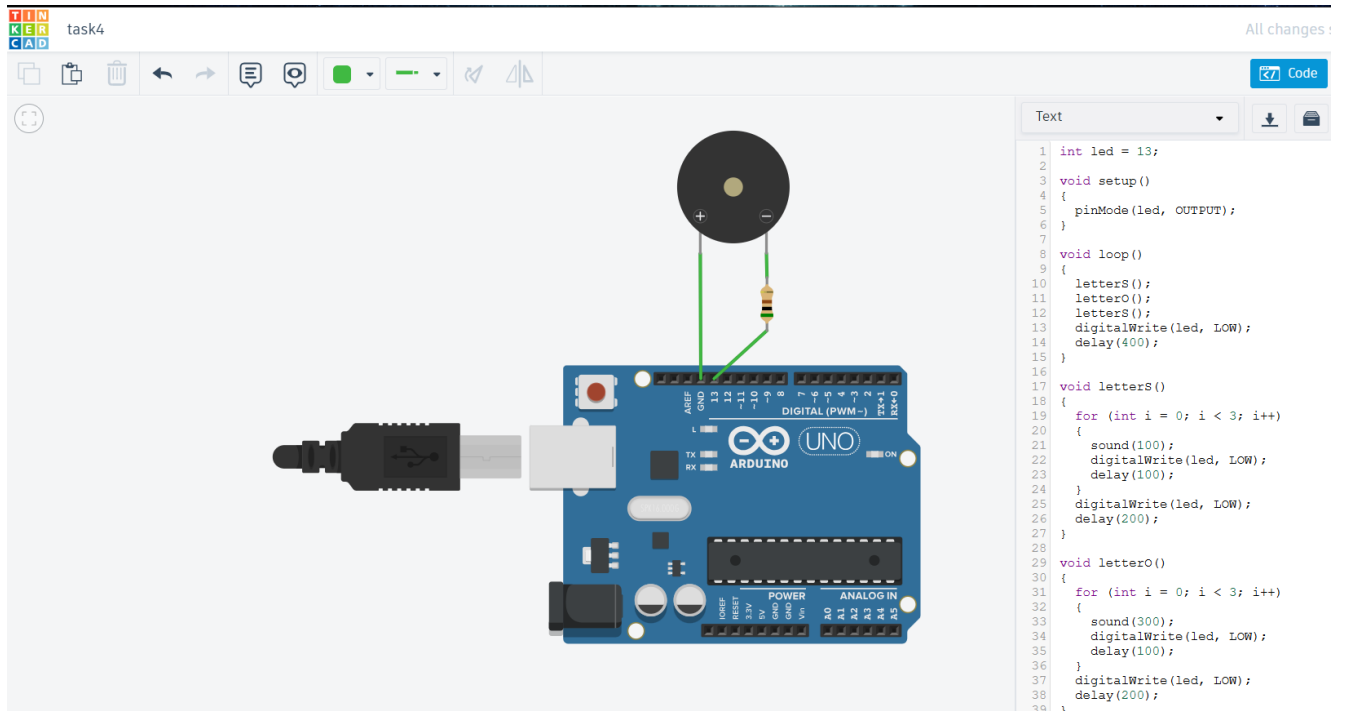 TIN
KER
CAD
task4
All changes
Code
Text
1 int led = 13;
2
3 void setup()
4 {
5 pinMode(led, OUTPUT);
6 }
7
8 void loop()
9 {
10 letterS();
11 letterO();
12 letterS();
13 digitalWrite(led, LOW);
14 delay(400);
15 }
16
17 void letterS()
18 {
19 for (int i = 0; i < 3; i++)
20 {
21 sound(100);
22 digitalWrite(led, LOW);
23 delay(100);
24 }
25 digitalWrite(led, LOW);
26 delay(200);
27 }
28
29 void letterO()
30 {
31 for (int i = 0; i < 3; i++)
32 {
33 sound(300);
34 digitalWrite(led, LOW);
35 delay(100);
36 }
37 digitalWrite(led, LOW);
38 delay(200);
39 }
+ −
AREF GND 13 12 ~11 ~10 ~9 8 7 ~6 ~5 4 ~3 2 TX→1 RX←0
DIGITAL (PWM~)
L
TX
RX
ARDUINO
UNO
ON
POWER
ANALOG IN
IOREF RESET 3.3V 5V GND GND Vin A0 A1 A2 A3 A4 A5